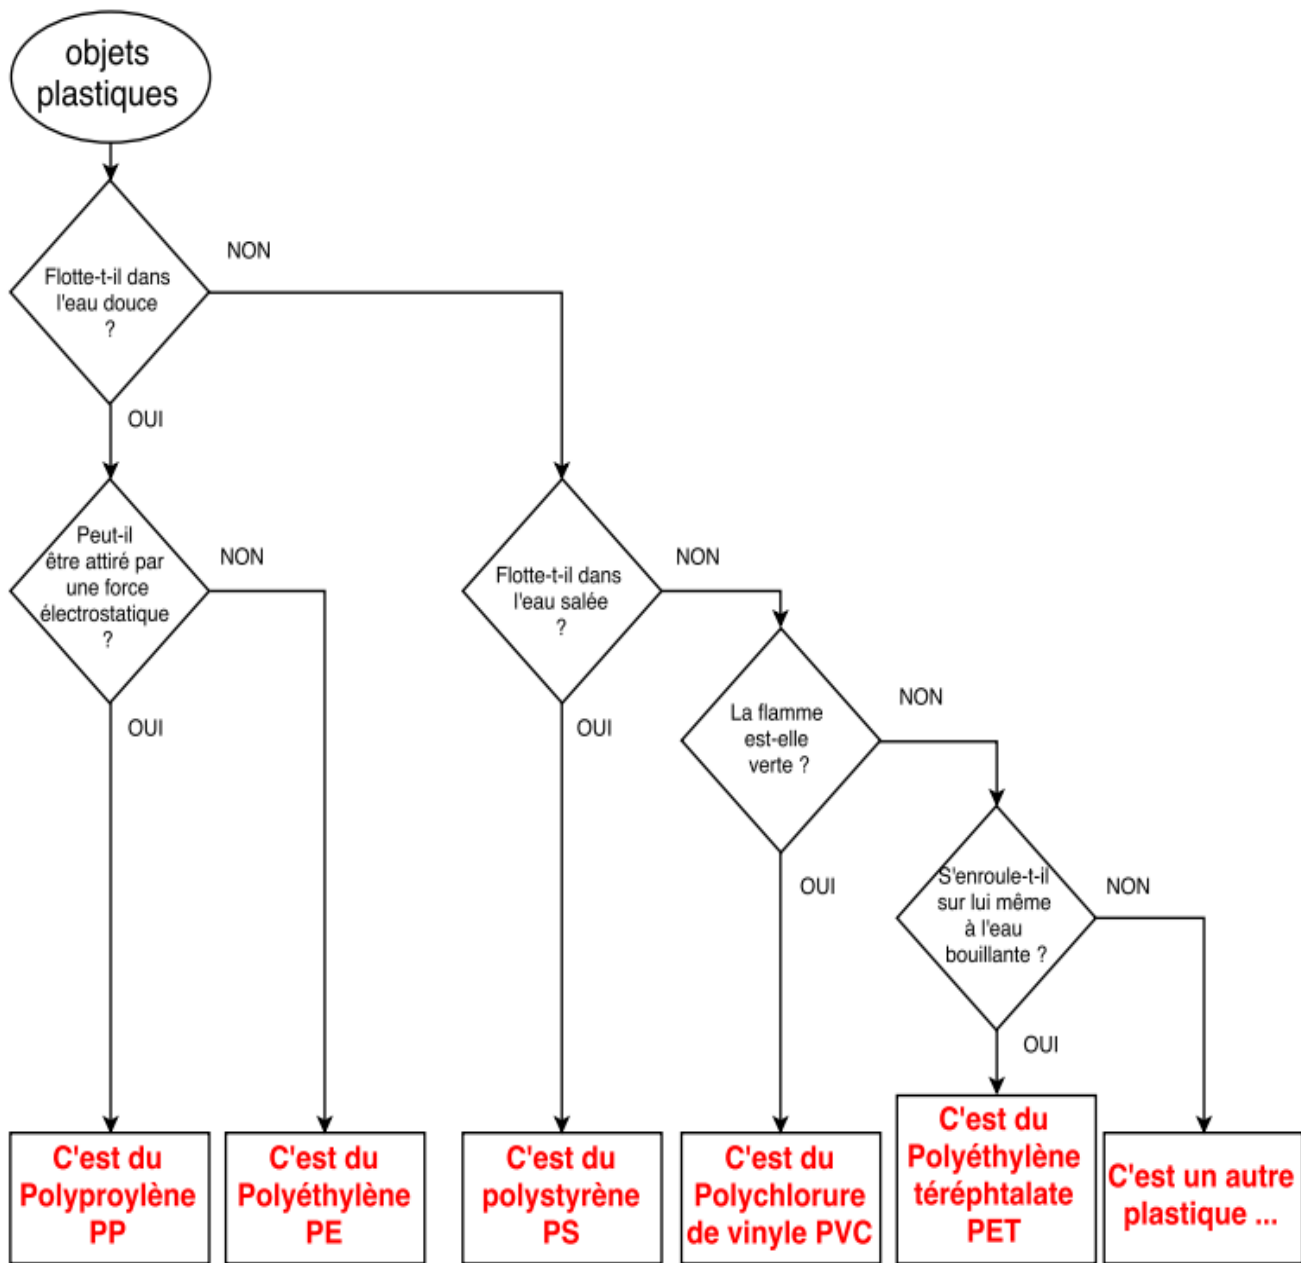 objets
plastiques
NON
Flotte-t-il dans
l'eau douce
?
OUI
Peut-il
être attiré par
une force
électrostatique
?
NON
OUI
Flotte-t-il dans
l'eau salée
?
NON
OUI
La flamme
est-elle
verte ?
NON
OUI
S'enroule-t-il
sur lui même
à l'eau
bouillante ?
NON
OUI
C'est du
Polyproylène
PP
C'est du
Polyéthylène
PE
C'est du
polystyrène
PS
C'est du
Polychlorure
de vinyle PVC
C'est du
Polyéthylène
téréphtalate
PET
C'est un autre
plastique ...